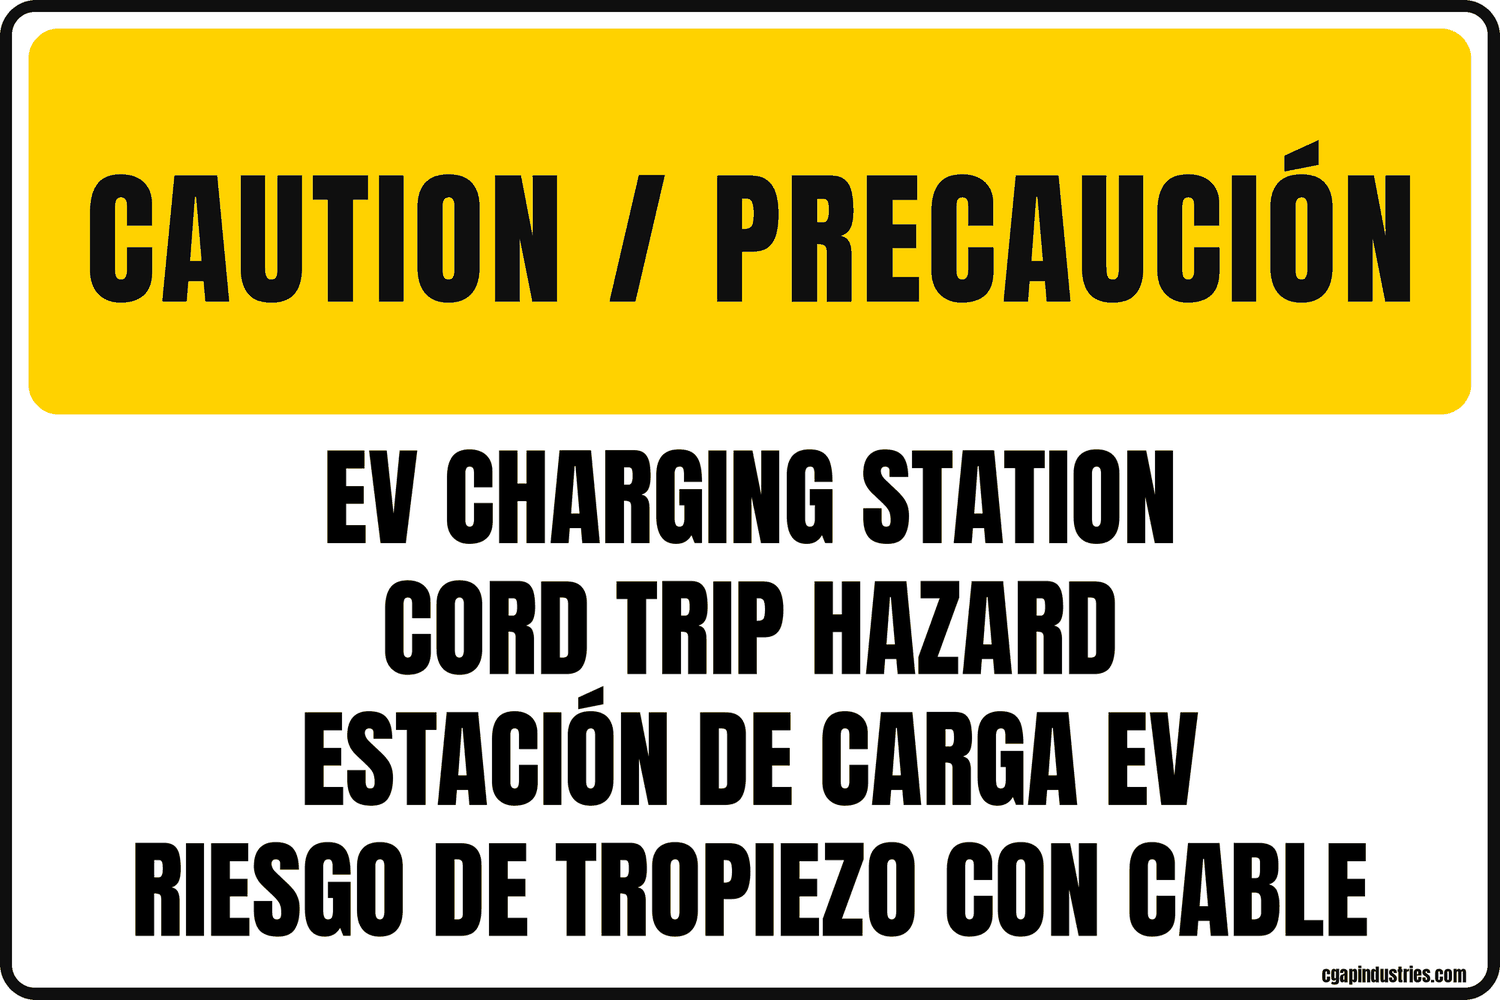 CAUTION / PRECAUCIÓN
EV CHARGING STATION
CORD TRIP HAZARD
ESTACIÓN DE CARGA EV
RIESGO DE TROPIEZO CON CABLE
cgapindustries.com